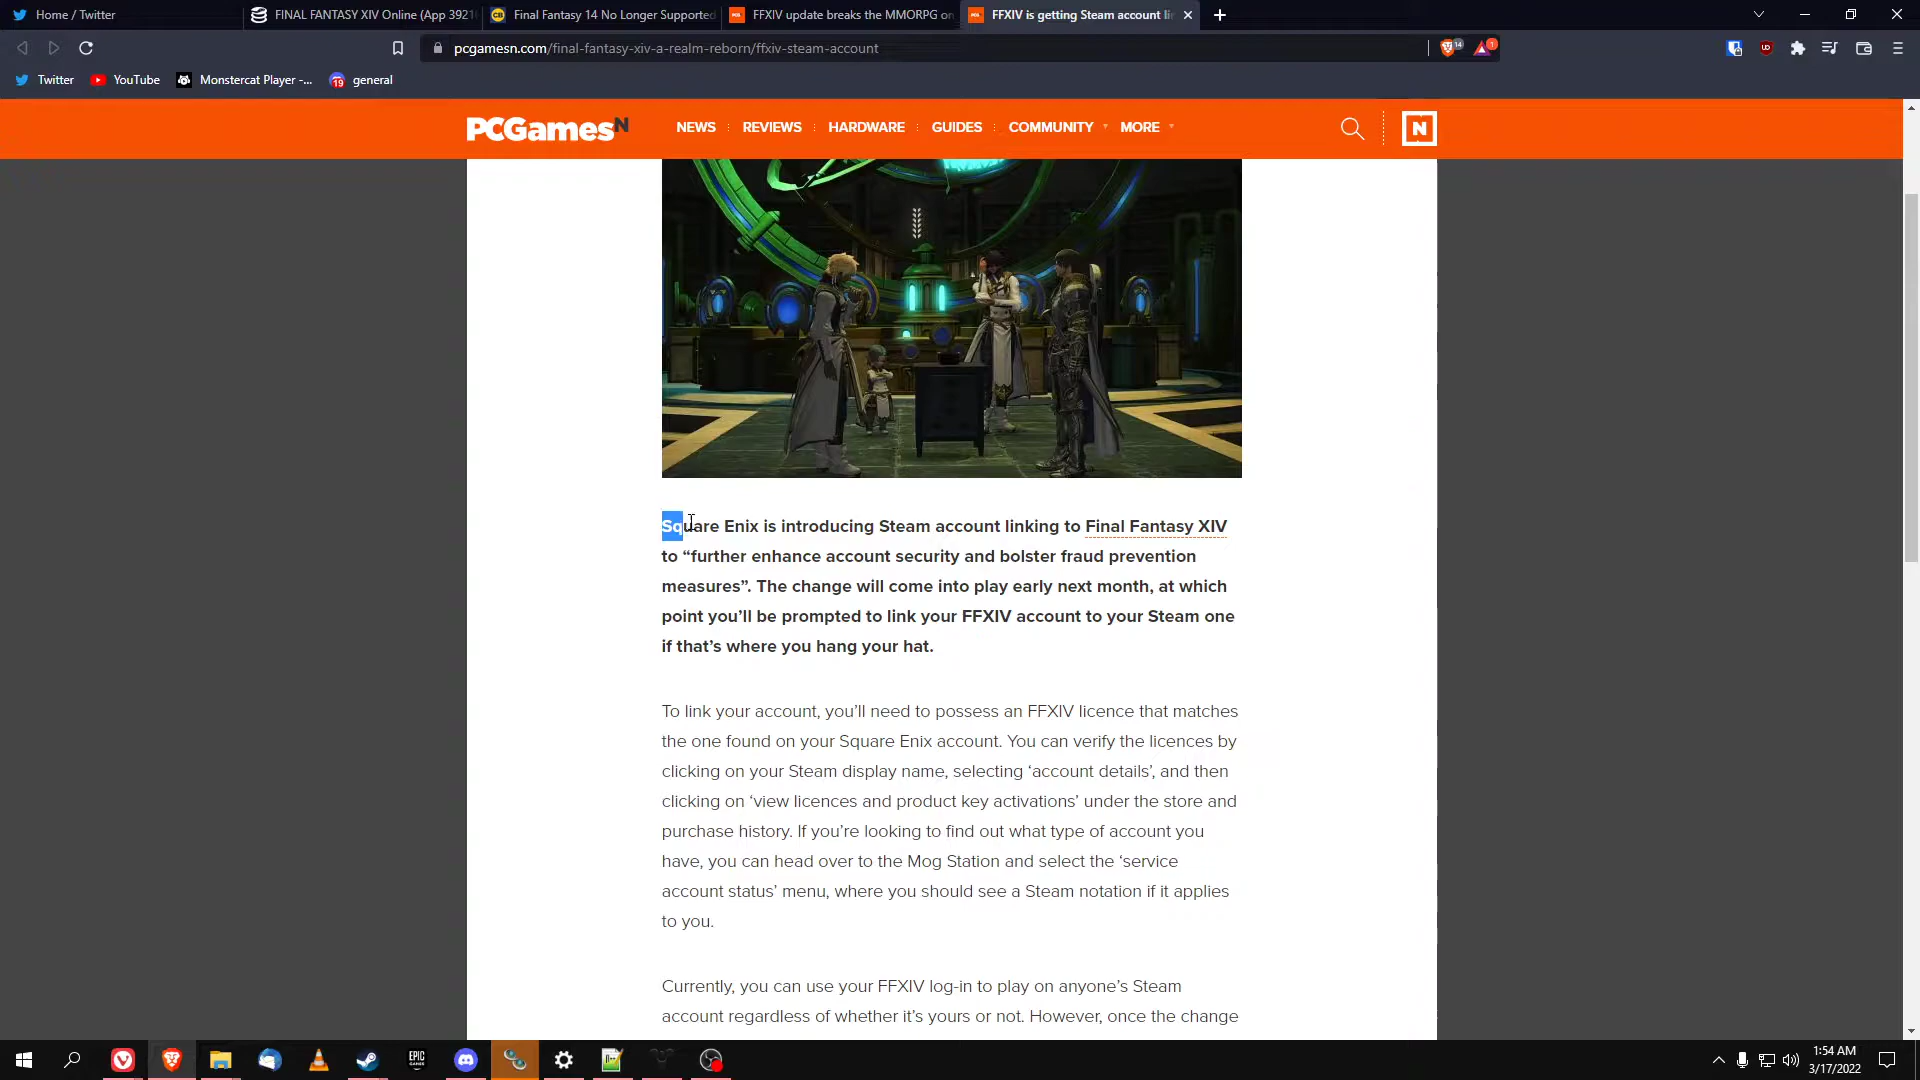 Home / Twitter
FINAL FANTASY XIV Online (App 39210
Final Fantasy 14 No Longer Supported
FFXIV update breaks the MMORPG on
FFXIV is getting Steam account li
pcgamesn.com/final-fantasy-xiv-a-realm-reborn/ffxiv-steam-account
14
1
Twitter
YouTube
Monstercat Player -...
19
general
PCGamesN
NEWS
REVIEWS
HARDWARE
GUIDES
COMMUNITY
MORE
N
Square Enix is introducing Steam account linking to Final Fantasy XIV
to “further enhance account security and bolster fraud prevention
measures”. The change will come into play early next month, at which
point you’ll be prompted to link your FFXIV account to your Steam one
if that’s where you hang your hat.
To link your account, you’ll need to possess an FFXIV licence that matches
the one found on your Square Enix account. You can verify the licences by
clicking on your Steam display name, selecting ‘account details’, and then
clicking on ‘view licences and product key activations’ under the store and
purchase history. If you’re looking to find out what type of account you
have, you can head over to the Mog Station and select the ‘service
account status’ menu, where you should see a Steam notation if it applies
to you.
Currently, you can use your FFXIV log-in to play on anyone’s Steam
account regardless of whether it’s yours or not. However, once the change
EPIC
1:54 AM
3/17/2022